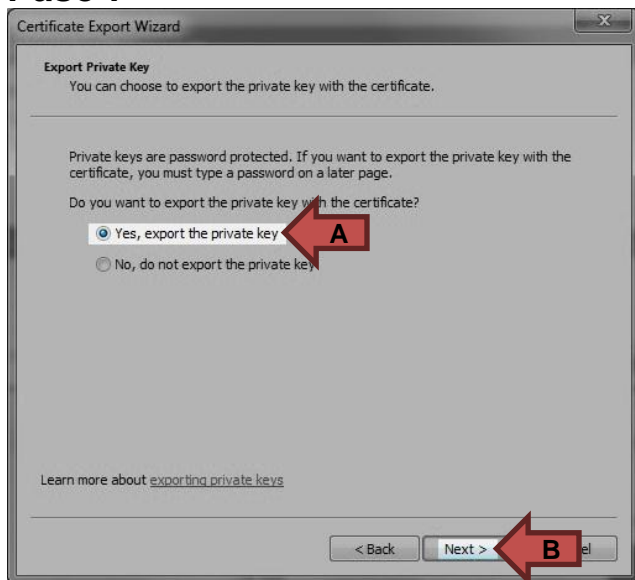 Certificate Export Wizard
Export Private Key
You can choose to export the private key with the certificate.
Private keys are password protected. If you want to export the private key with the
certificate, you must type a password on a later page.
Do you want to export the private key with the certificate?
Yes, export the private key
A
No, do not export the private key
Learn more about exporting private keys
< Back
Next >
B
el